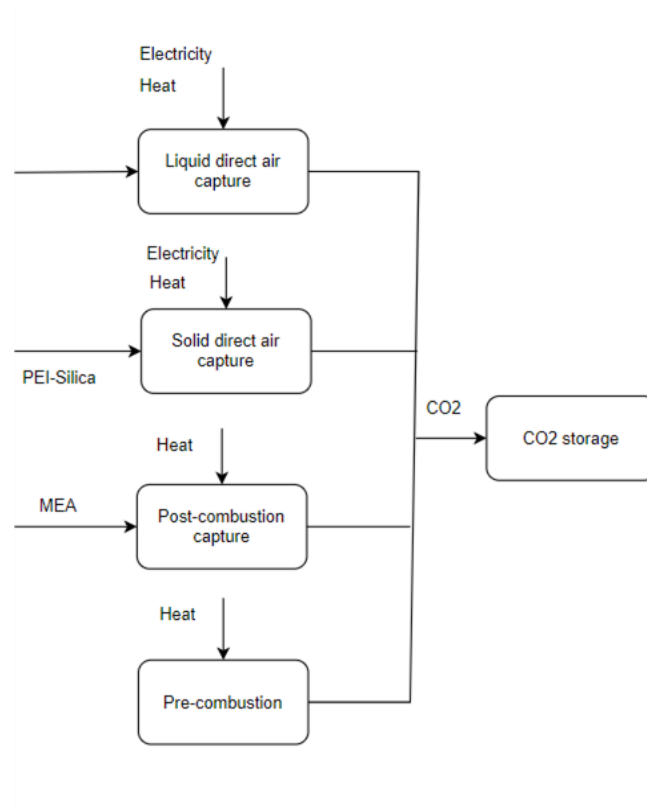 Electricity
Heat
Liquid direct air
capture
Electricity
Heat
Solid direct air
capture
PEI-Silica
CO2
CO2 storage
Heat
MEA
Post-combustion
capture
Heat
Pre-combustion